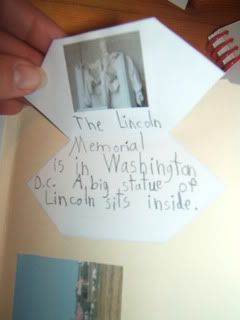 The Lincoln
Memorial
is in Washington
D.C. A big statue of
Lincoln sits inside.